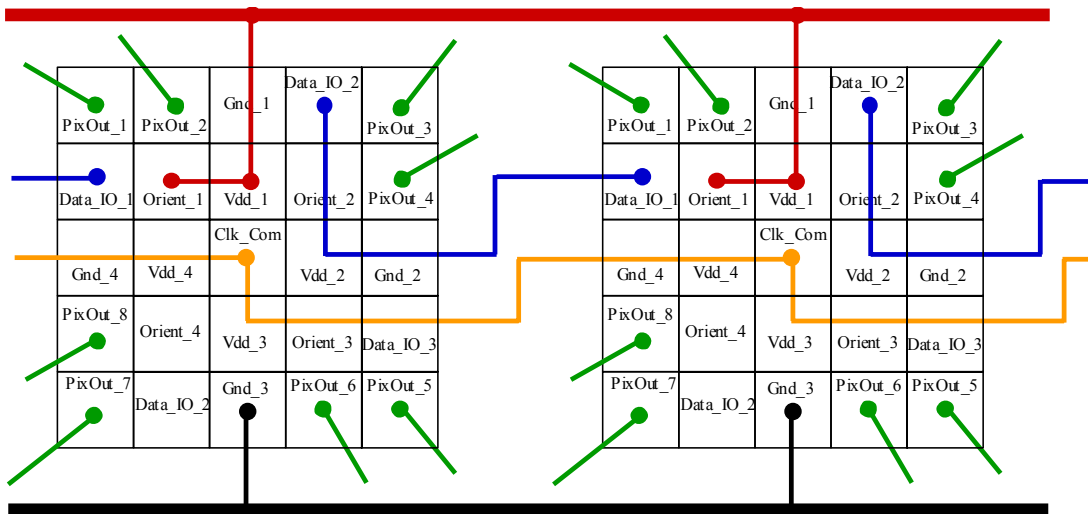 PixOut_1 PixOut_2 Gnd_1 Data_IO_2 PixOut_3
Data_IO_1 Orient_1 Vdd_1 Orient_2 PixOut_4
Gnd_4 Vdd_4 Clk_Com Vdd_2 Gnd_2
PixOut_8 Orient_4 Vdd_3 Orient_3 Data_IO_3
PixOut_7 Data_IO_2 Gnd_3 PixOut_6 PixOut_5
PixOut_1 PixOut_2 Gnd_1 Data_IO_2 PixOut_3
Data_IO_1 Orient_1 Vdd_1 Orient_2 PixOut_4
Gnd_4 Vdd_4 Clk_Com Vdd_2 Gnd_2
PixOut_8 Orient_4 Vdd_3 Orient_3 Data_IO_3
PixOut_7 Data_IO_2 Gnd_3 PixOut_6 PixOut_5